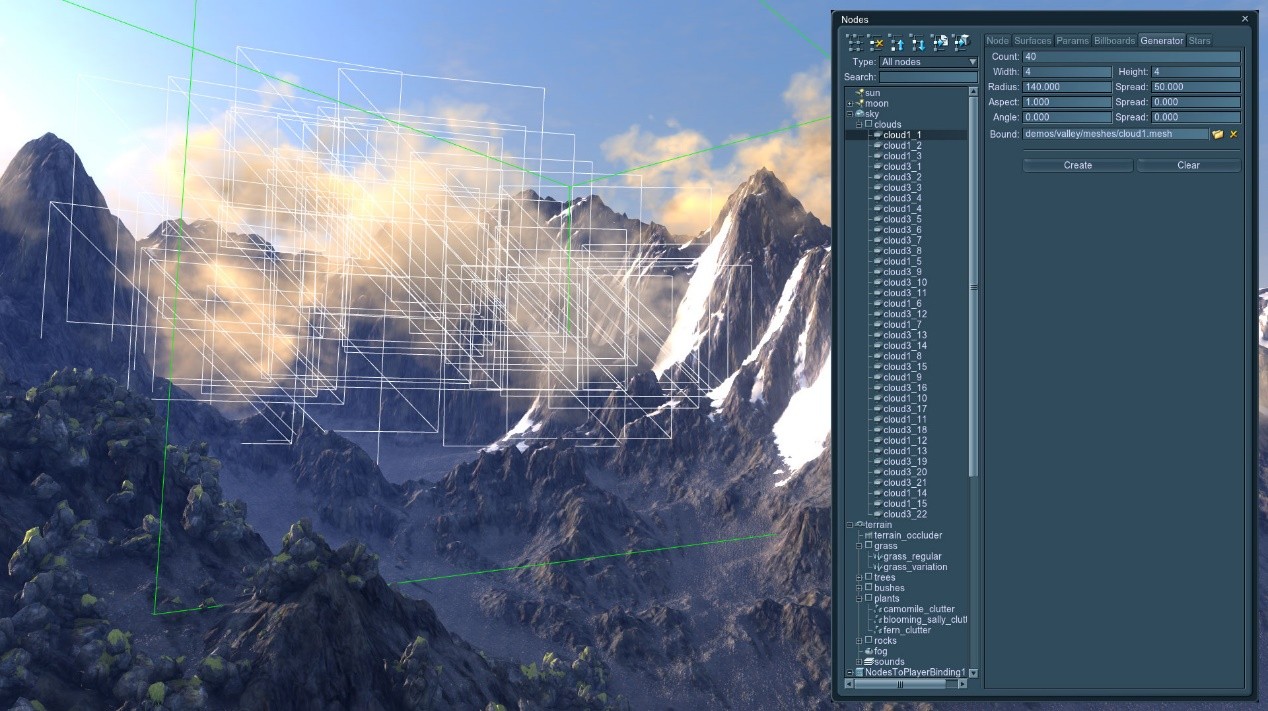 Nodes
Type: All nodes
Search:
sun
moon
sky
clouds
cloud1_1
cloud1_2
cloud1_3
cloud3_1
cloud3_2
cloud3_3
cloud3_4
cloud1_4
cloud3_5
cloud3_6
cloud3_7
cloud3_8
cloud1_5
cloud3_9
cloud3_10
cloud3_11
cloud1_6
cloud3_12
cloud1_7
cloud3_13
cloud3_14
cloud1_8
cloud3_15
cloud1_9
cloud3_16
cloud1_10
cloud3_17
cloud1_11
cloud3_18
cloud1_12
cloud1_13
cloud3_19
cloud3_20
cloud3_21
cloud1_14
cloud1_15
cloud3_22
terrain
terrain_occluder
grass
grass_regular
grass_variation
trees
bushes
plants
camomile_clutter
blooming_sally_clutt
fern_clutter
rocks
fog
sounds
NodesToPlayerBinding1
Node Surfaces Params Billboards Generator Stars
Count: 40
Width: 4 Height: 4
Radius: 140.000 Spread: 50.000
Aspect: 1.000 Spread: 0.000
Angle: 0.000 Spread: 0.000
Bound: demos/valley/meshes/cloud1.mesh
Create Clear